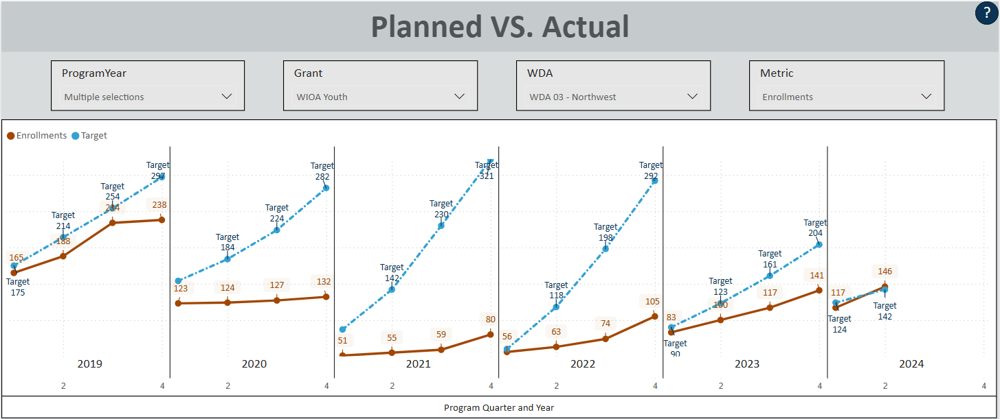 Planned VS. Actual
?
ProgramYear
Multiple selections
Grant
WIOA Youth
WDA
WDA 03 - Northwest
Metric
Enrollments
Enrollments
Target
165
Target
175
Target
214
188
Target
254
234
Target
297
238
2019
2
4
123
Target
184
124
Target
224
127
Target
282
132
2020
2
4
51
Target
142
55
Target
230
59
Target
321
80
2021
2
4
56
Target
118
63
Target
198
74
Target
292
105
2022
2
4
83
Target
90
Target
123
100
Target
161
117
Target
204
141
2023
2
4
117
Target
124
146
Target
142
2024
2
4
Program Quarter and Year